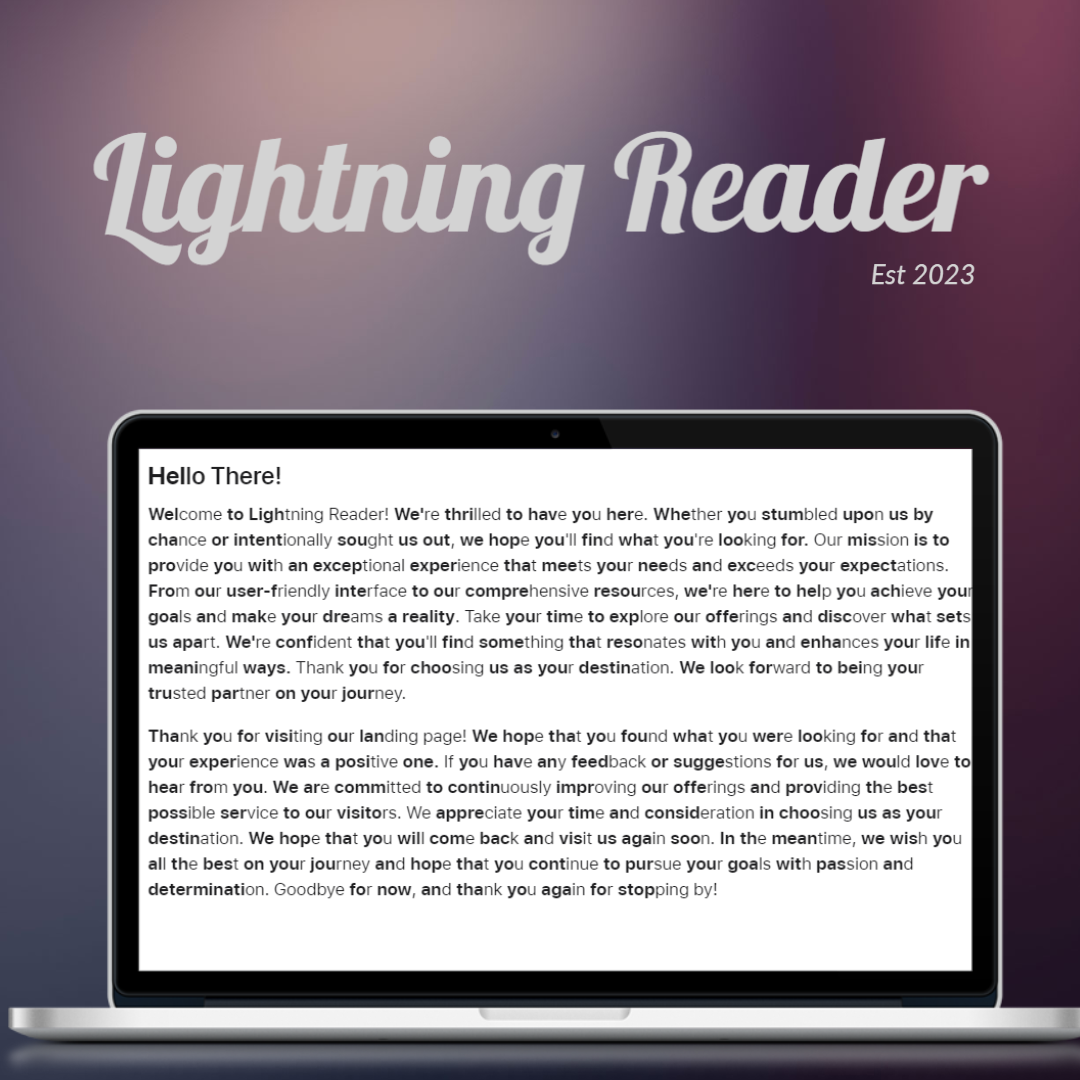 Lightning Reader
Est 2023
Hello There!
Welcome to Lightning Reader! We're thrilled to have you here. Whether you stumbled upon us by
chance or intentionally sought us out, we hope you'll find what you're looking for. Our mission is to
provide you with an exceptional experience that meets your needs and exceeds your expectations.
From our user-friendly interface to our comprehensive resources, we're here to help you achieve your
goals and make your dreams a reality. Take your time to explore our offerings and discover what sets
us apart. We're confident that you'll find something that resonates with you and enhances your life in
meaningful ways. Thank you for choosing us as your destination. We look forward to being your
trusted partner on your journey.
Thank you for visiting our landing page! We hope that you found what you were looking for and that
your experience was a positive one. If you have any feedback or suggestions for us, we would love to
hear from you. We are committed to continuously improving our offerings and providing the best
possible service to our visitors. We appreciate your time and consideration in choosing us as your
destination. We hope that you will come back and visit us again soon. In the meantime, we wish you
all the best on your journey and hope that you continue to pursue your goals with passion and
determination. Goodbye for now, and thank you again for stopping by!